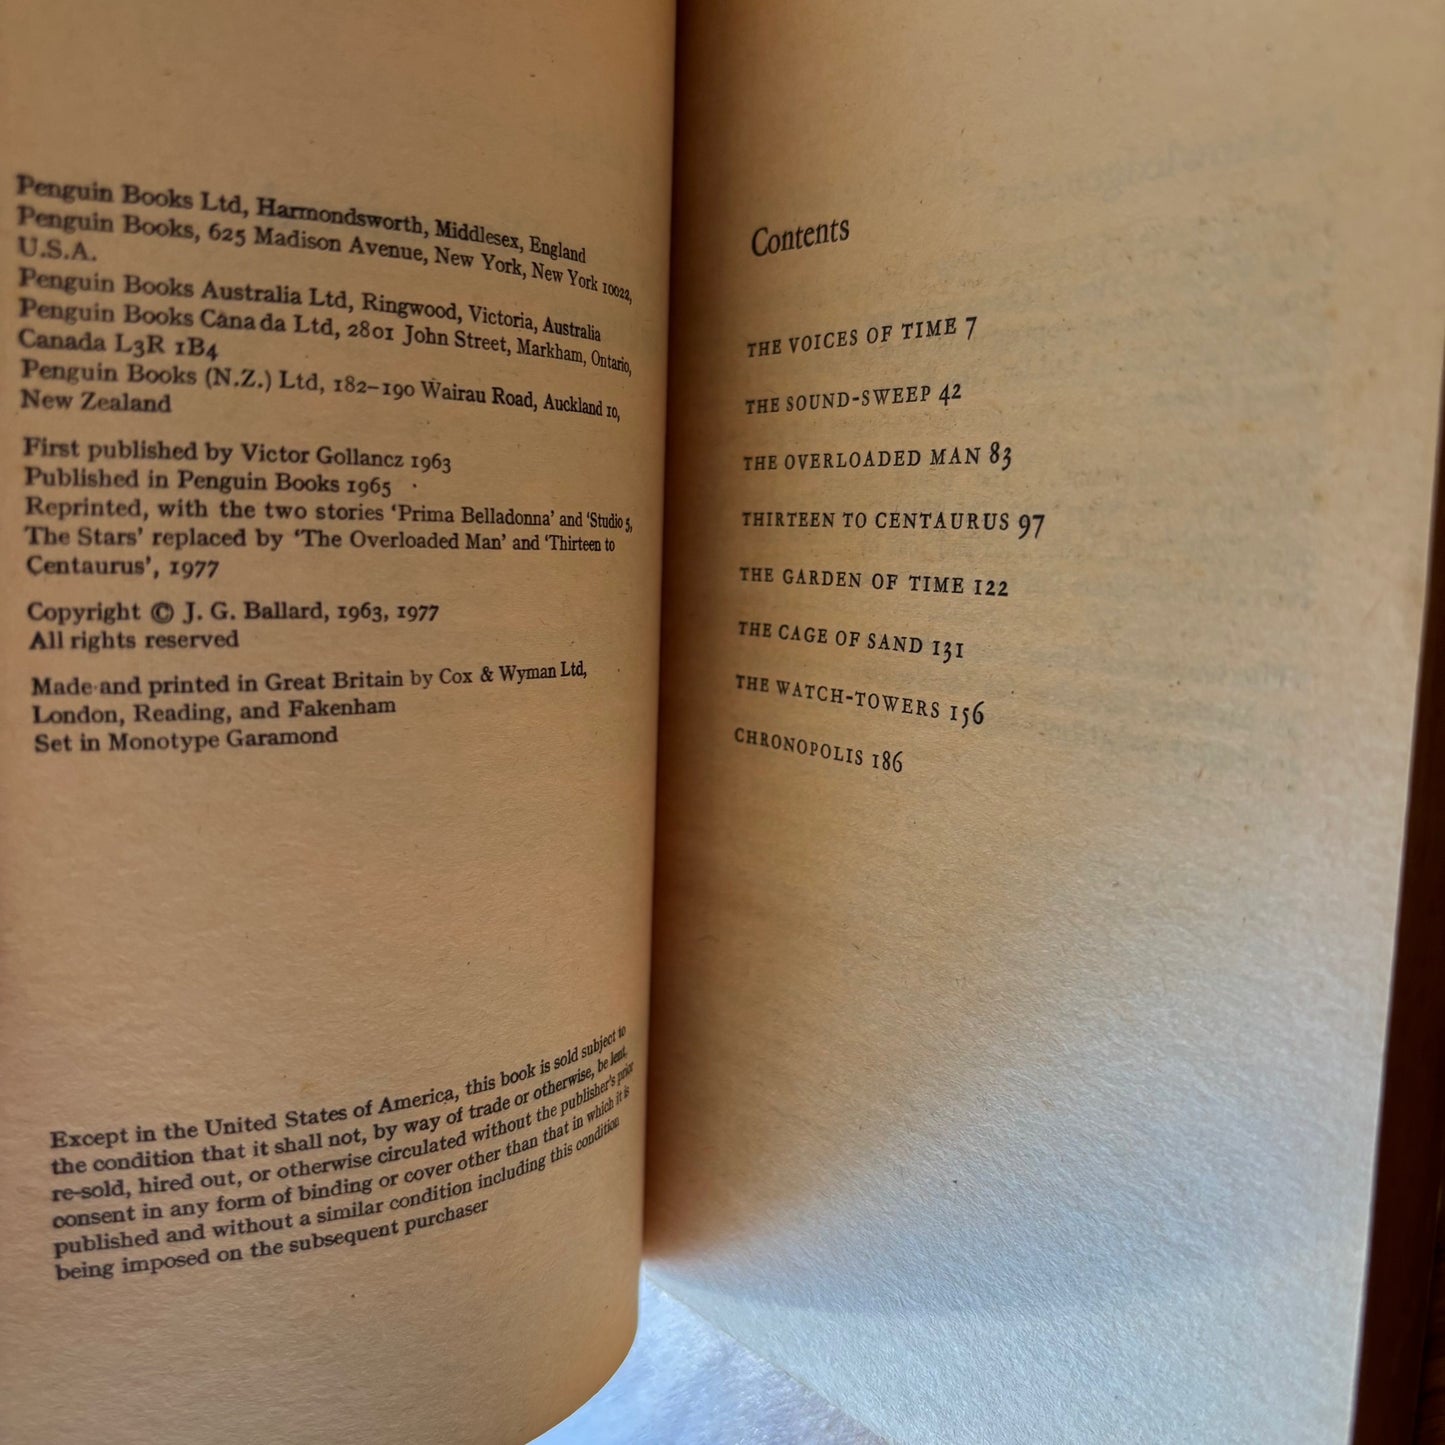 Penguin Books Ltd, Harmondsworth, Middlesex, England
Penguin Books, 625 Madison Avenue, New York, New York 10022,
U.S.A.
Penguin Books Australia Ltd, Ringwood, Victoria, Australia
Penguin Books Canada Ltd, 2801 John Street, Markham, Ontario,
Canada L3R 1B4
Penguin Books (N.Z.) Ltd, 182–190 Wairau Road, Auckland 10,
New Zealand
First published by Victor Gollancz 1963
Published in Penguin Books 1965
Reprinted, with the two stories ‘Prima Belladonna’ and ‘Studio 5,
The Stars’ replaced by ‘The Overloaded Man’ and ‘Thirteen to
Centaurus’, 1977
Copyright © J. G. Ballard, 1963, 1977
All rights reserved
Made and printed in Great Britain by Cox & Wyman Ltd,
London, Reading, and Fakenham
Set in Monotype Garamond
Except in the United States of America, this book is sold subject to
the condition that it shall not, by way of trade or otherwise, be lent,
re-sold, hired out, or otherwise circulated without the publisher's prior
consent in any form of binding or cover other than that in which it is
published and without a similar condition including this condition
being imposed on the subsequent purchaser
Contents
THE VOICES OF TIME 7
THE SOUND-SWEEP 42
THE OVERLOADED MAN 83
THIRTEEN TO CENTAURUS 97
THE GARDEN OF TIME 122
THE CAGE OF SAND 131
THE WATCH-TOWERS 156
CHRONOPOLIS 186